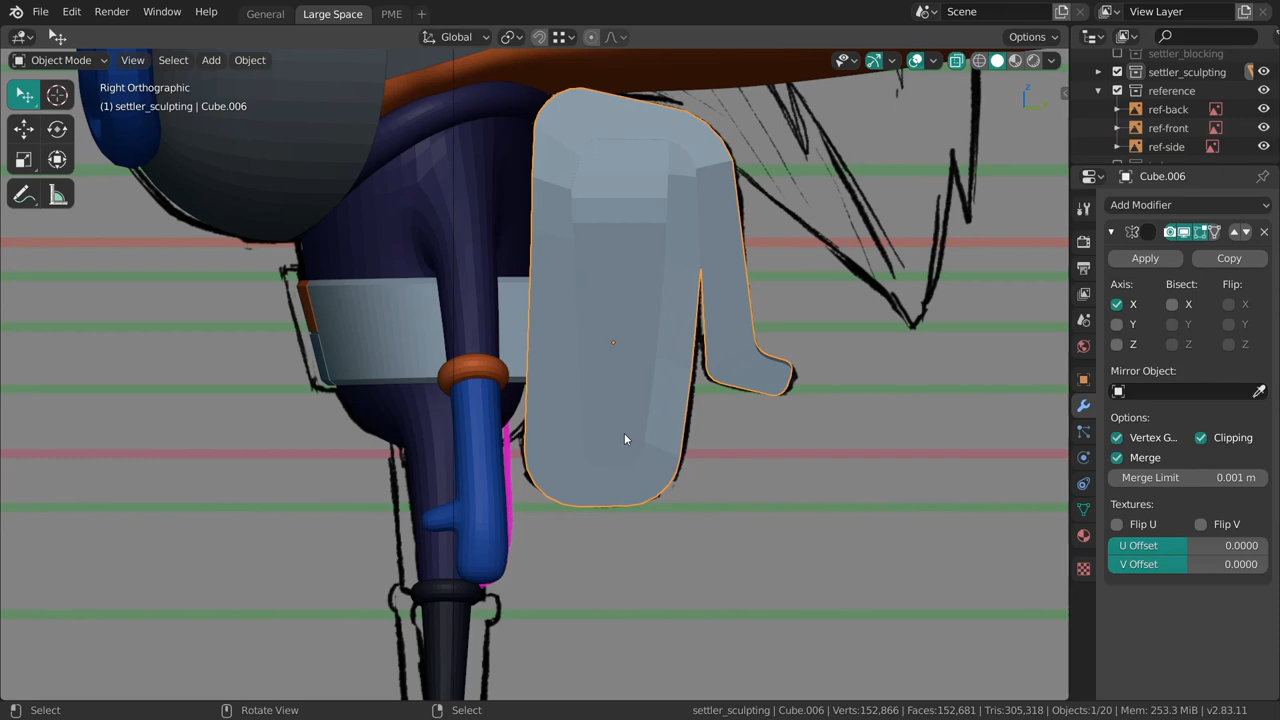 File Edit Render Window Help General Large Space PME + Scene View Layer
Global Options
Object Mode View Select Add Object
settler_blocking
settler_sculpting
reference
ref-back
ref-front
ref-side
Right Orthographic
(1) settler_sculpting | Cube.006
Z
Y
Cube.006
Add Modifier
Apply Copy
Axis: Bisect: Flip:
X X X
Y Y Y
Z Z Z
Mirror Object:
Options:
Vertex G... Clipping
Merge
Merge Limit 0.001 m
Textures:
Flip U Flip V
U Offset 0.0000
V Offset 0.0000
Select Rotate View Select settler_sculpting | Cube.006 | Verts:152,866 | Faces:152,681 | Tris:305,318 | Objects:1/20 | Mem: 253.3 MiB | v2.83.11